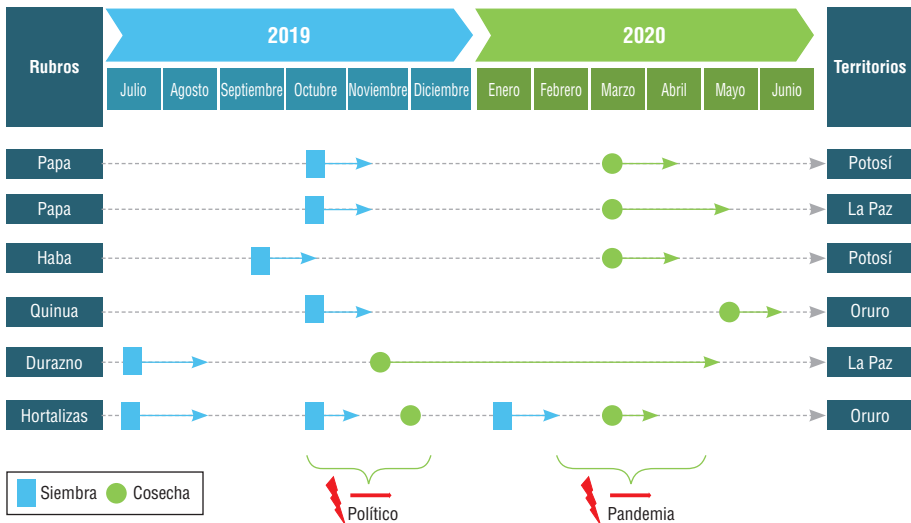 Rubros
2019
2020
Territorios
Julio Agosto Septiembre Octubre Noviembre Diciembre Enero Febrero Marzo Abril Mayo Junio
Papa Potosí
Papa La Paz
Haba Potosí
Quinua Oruro
Durazno La Paz
Hortalizas Oruro
Siembra Cosecha
Político
Pandemia